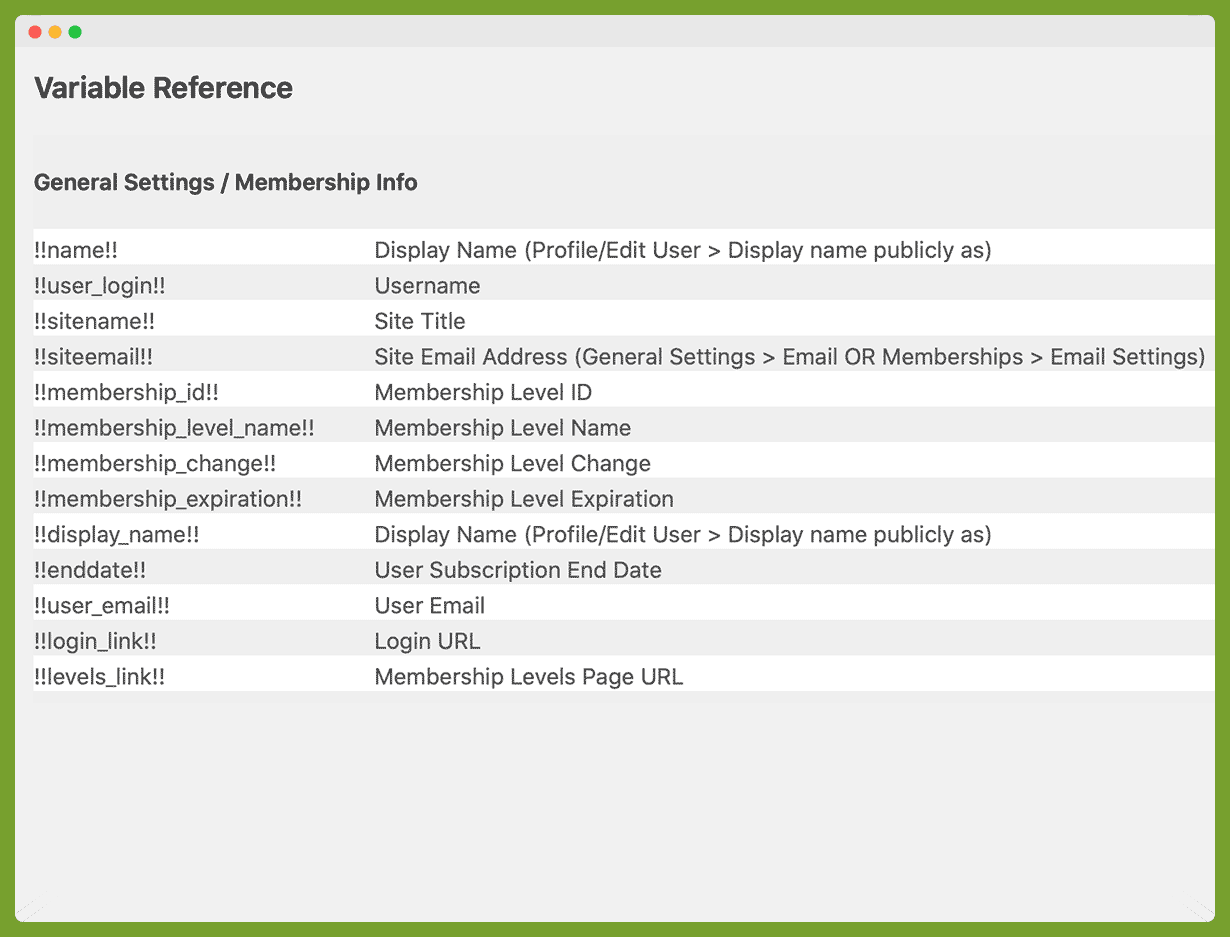 Variable Reference
General Settings / Membership Info
!!name!! Display Name (Profile/Edit User > Display name publicly as)
!!user_login!! Username
!!sitename!! Site Title
!!siteemail!! Site Email Address (General Settings > Email OR Memberships > Email Settings)
!!membership_id!! Membership Level ID
!!membership_level_name!! Membership Level Name
!!membership_change!! Membership Level Change
!!membership_expiration!! Membership Level Expiration
!!display_name!! Display Name (Profile/Edit User > Display name publicly as)
!!enddate!! User Subscription End Date
!!user_email!! User Email
!!login_link!! Login URL
!!levels_link!! Membership Levels Page URL